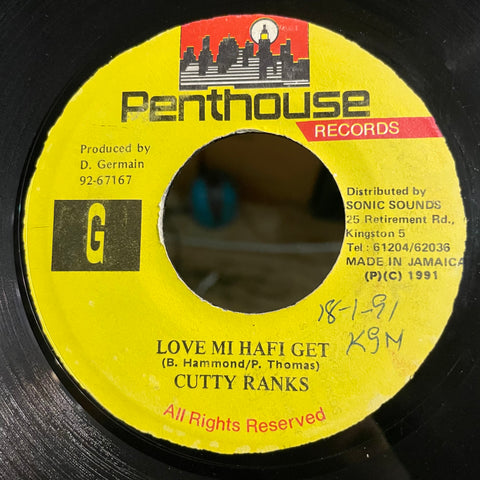 Penthouse
RECORDS
Produced by
D. Germain
92-67167
G
Distributed by
SONIC SOUNDS
25 Retirement Rd.,
Kingston 5
Tel: 61204/62036
MADE IN JAMAICA
(P)(C) 1991
18-1-91
KGN
LOVE MI HAFI GET
(B. Hammond/P. Thomas)
CUTTY RANKS
All Rights Reserved